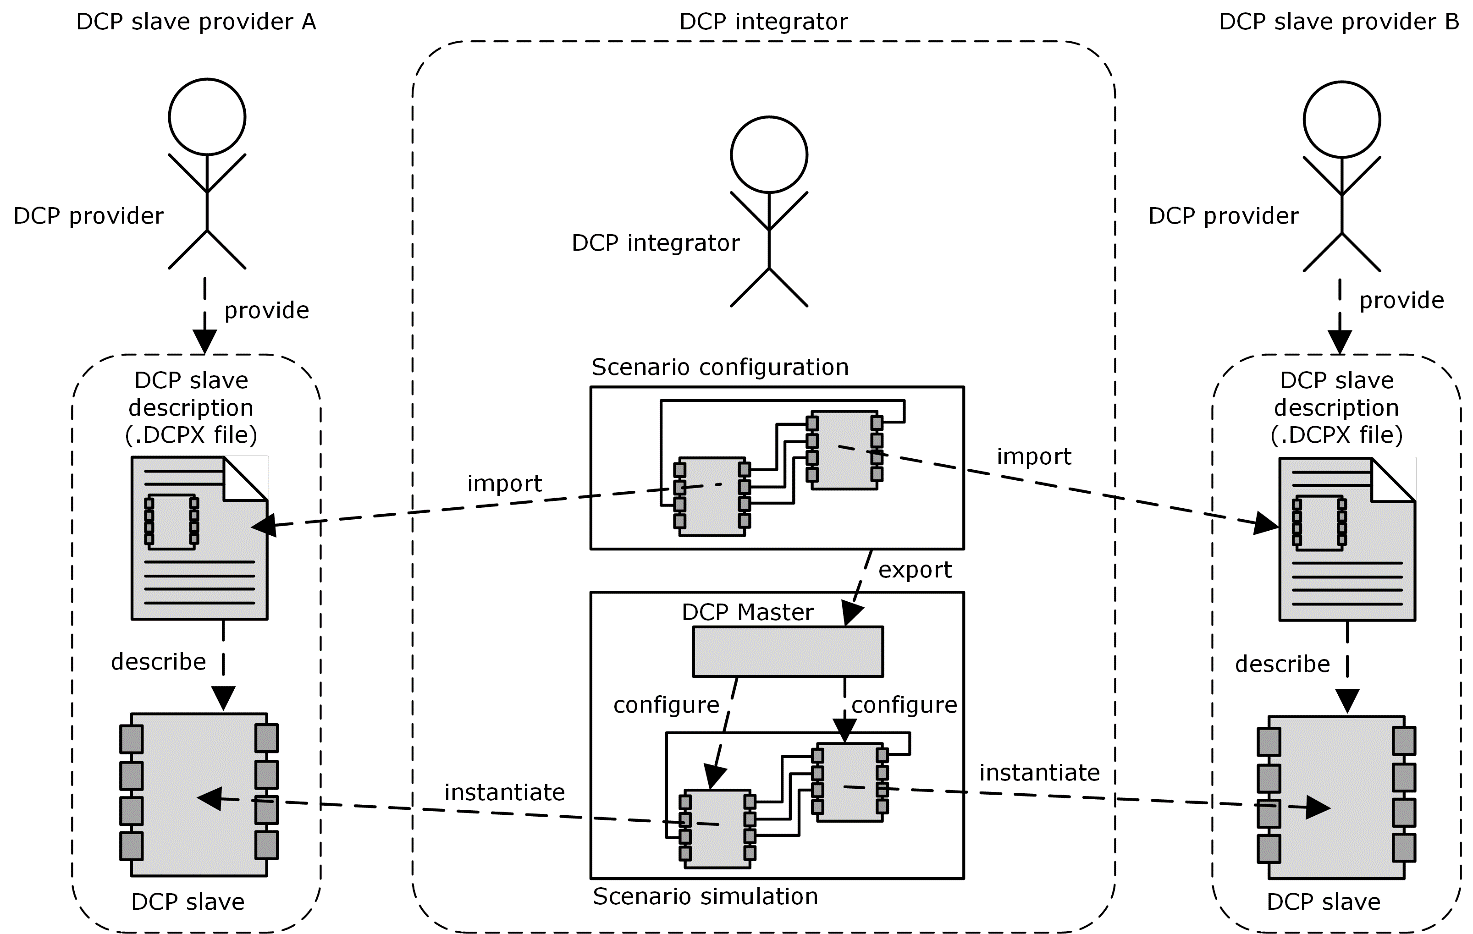 DCP slave provider A
DCP integrator
DCP slave provider B
DCP provider
DCP integrator
DCP provider
provide
provide
Scenario configuration
DCP slave
description
(.DCPX file)
DCP slave
description
(.DCPX file)
import
import
export
DCP Master
describe
describe
configure
configure
instantiate
instantiate
DCP slave
Scenario simulation
DCP slave